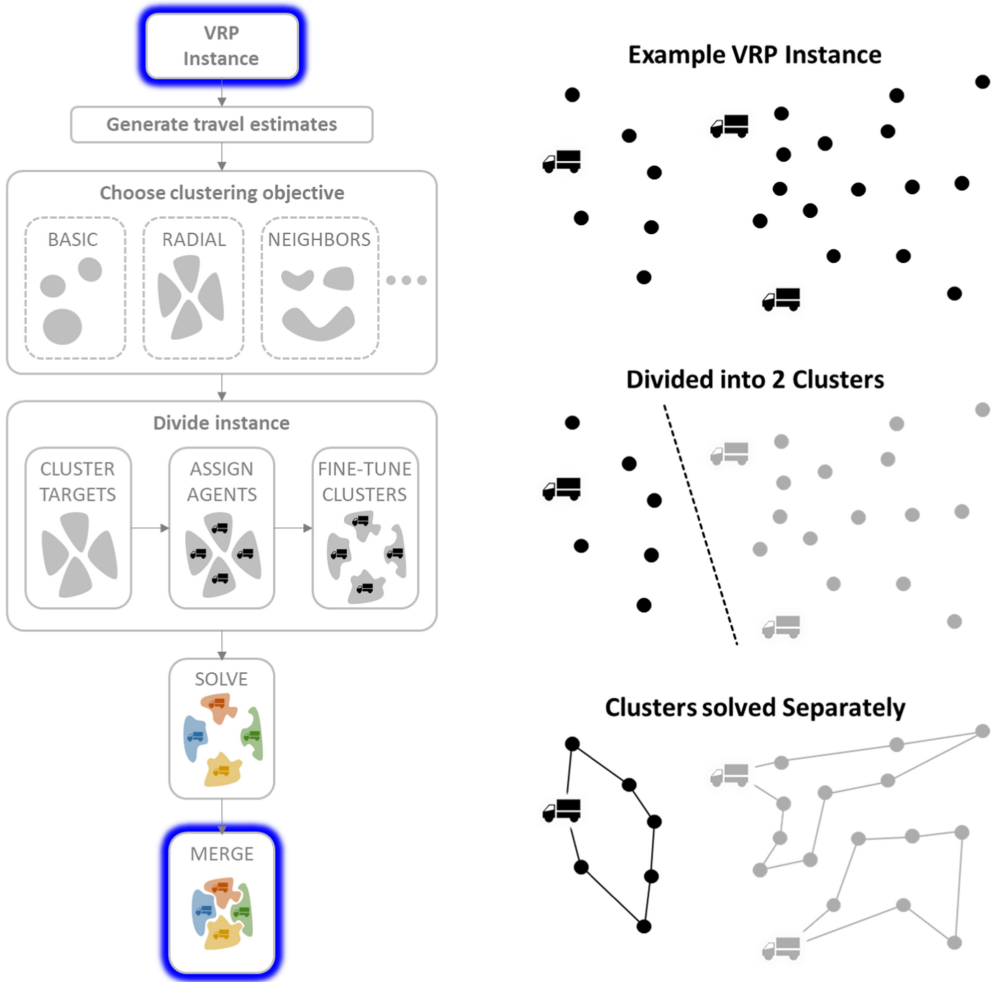 VRP
Instance
Generate travel estimates
Choose clustering objective
BASIC
RADIAL
NEIGHBORS
Divide instance
CLUSTER
TARGETS
ASSIGN
AGENTS
FINE-TUNE
CLUSTERS
SOLVE
MERGE
Example VRP Instance
Divided into 2 Clusters
Clusters solved Separately